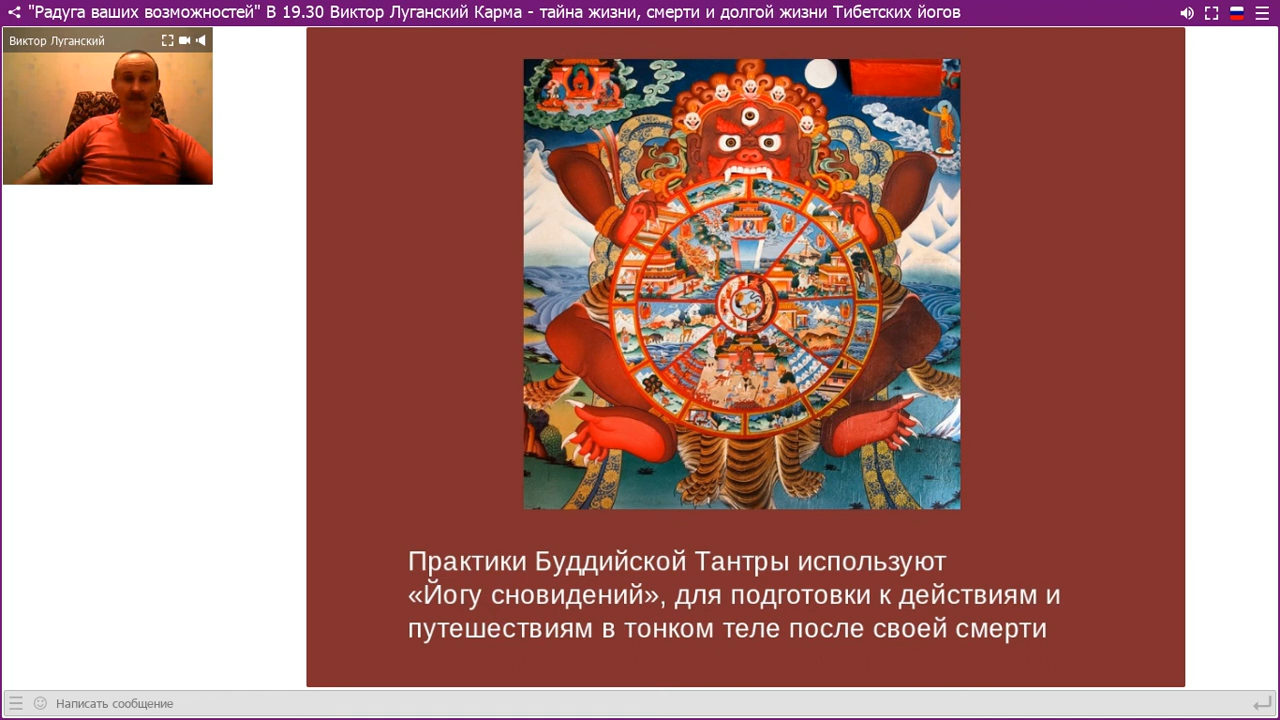 "Радуга ваших возможностей" В 19.30 Виктор Луганский Карма - тайна жизни, смерти и долгой жизни Тибетских йогов
Виктор Луганский
Практики Буддийской Тантры используют
«Йогу сновидений», для подготовки к действиям и
путешествиям в тонком теле после своей смерти
Написать сообщение